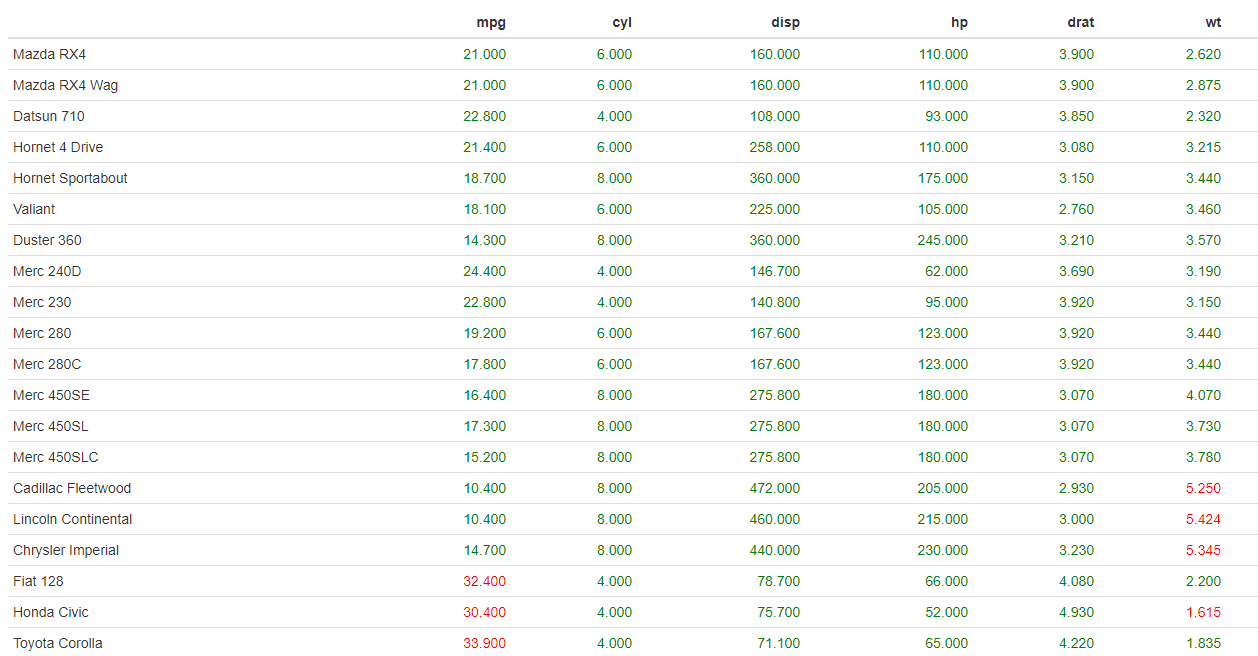 mpg cyl disp hp drat wt
Mazda RX4 21.000 6.000 160.000 110.000 3.900 2.620
Mazda RX4 Wag 21.000 6.000 160.000 110.000 3.900 2.875
Datsun 710 22.800 4.000 108.000 93.000 3.850 2.320
Hornet 4 Drive 21.400 6.000 258.000 110.000 3.080 3.215
Hornet Sportabout 18.700 8.000 360.000 175.000 3.150 3.440
Valiant 18.100 6.000 225.000 105.000 2.760 3.460
Duster 360 14.300 8.000 360.000 245.000 3.210 3.570
Merc 240D 24.400 4.000 146.700 62.000 3.690 3.190
Merc 230 22.800 4.000 140.800 95.000 3.920 3.150
Merc 280 19.200 6.000 167.600 123.000 3.920 3.440
Merc 280C 17.800 6.000 167.600 123.000 3.920 3.440
Merc 450SE 16.400 8.000 275.800 180.000 3.070 4.070
Merc 450SL 17.300 8.000 275.800 180.000 3.070 3.730
Merc 450SLC 15.200 8.000 275.800 180.000 3.070 3.780
Cadillac Fleetwood 10.400 8.000 472.000 205.000 2.930 5.250
Lincoln Continental 10.400 8.000 460.000 215.000 3.000 5.424
Chrysler Imperial 14.700 8.000 440.000 230.000 3.230 5.345
Fiat 128 32.400 4.000 78.700 66.000 4.080 2.200
Honda Civic 30.400 4.000 75.700 52.000 4.930 1.615
Toyota Corolla 33.900 4.000 71.100 65.000 4.220 1.835